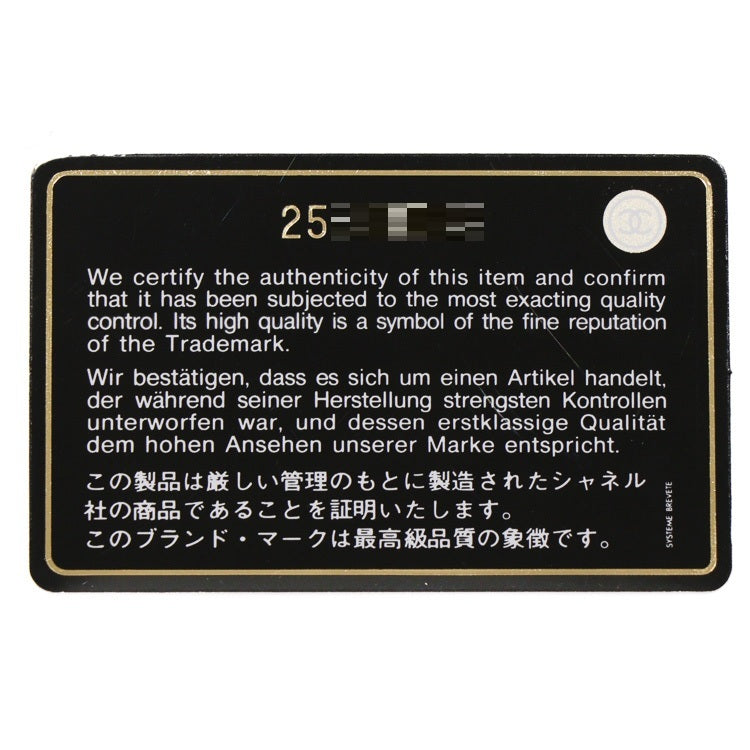 25
We certify the authenticity of this item and confirm
that it has been subjected to the most exacting quality
control. Its high quality is a symbol of the fine reputation
of the Trademark.
Wir bestätigen, dass es sich um einen Artikel handelt,
der während seiner Herstellung strengsten Kontrollen
unterworfen war, und dessen erstklassige Qualität
dem hohen Ansehen unserer Marke entspricht.
この製品は厳しい管理のもとに製造されたシャネル
社の商品であることを証明いたします。
このブランド・マークは最高級品質の象徴です。
SYSTEME BREVETE